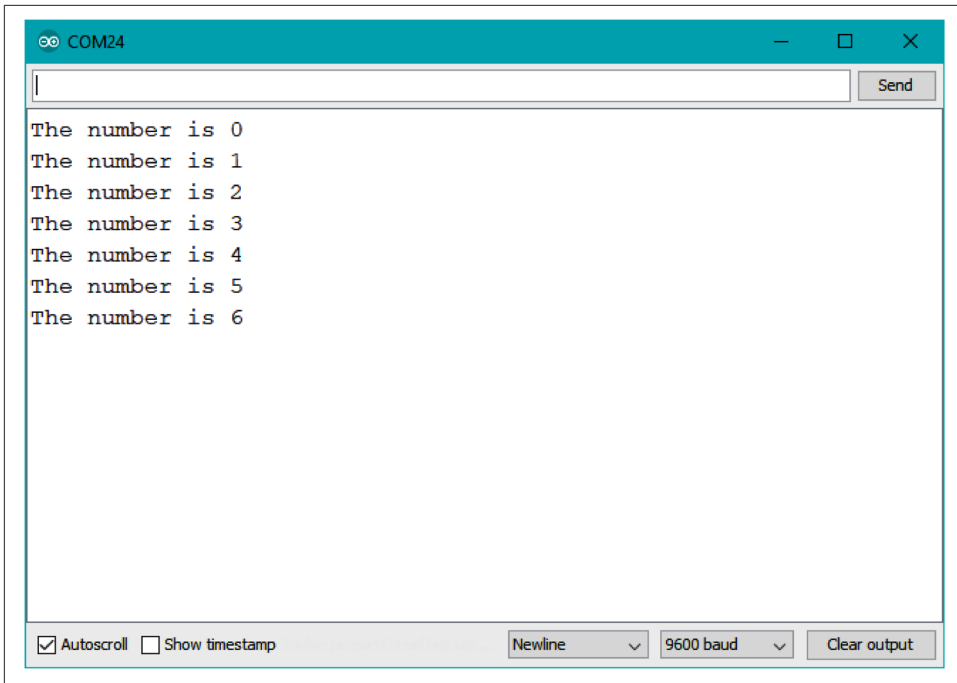 COM24
Send
The number is 0
The number is 1
The number is 2
The number is 3
The number is 4
The number is 5
The number is 6
Autoscroll Show timestamp Newline 9600 baud Clear output